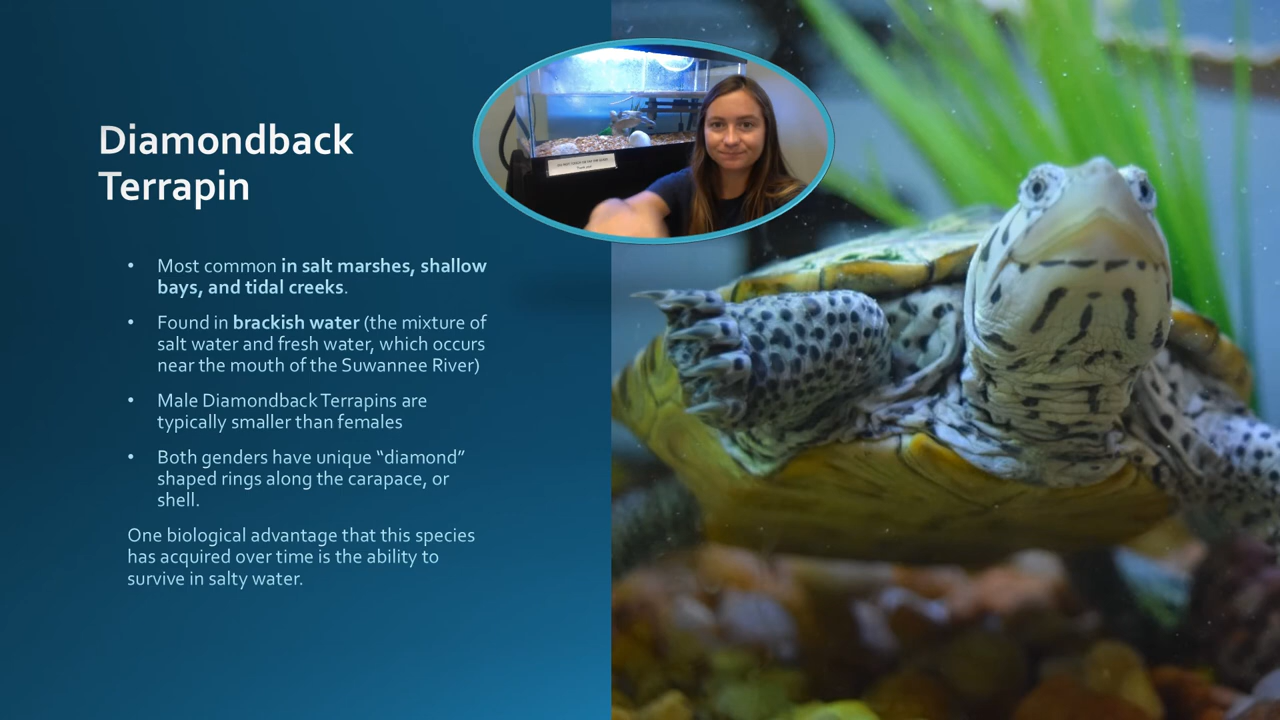 Diamondback
Terrapin
• Most common in salt marshes, shallow
bays, and tidal creeks.
• Found in brackish water (the mixture of
salt water and fresh water, which occurs
near the mouth of the Suwannee River)
• Male Diamondback Terrapins are
typically smaller than females
• Both genders have unique “diamond”
shaped rings along the carapace, or
shell.
One biological advantage that this species
has acquired over time is the ability to
survive in salty water.